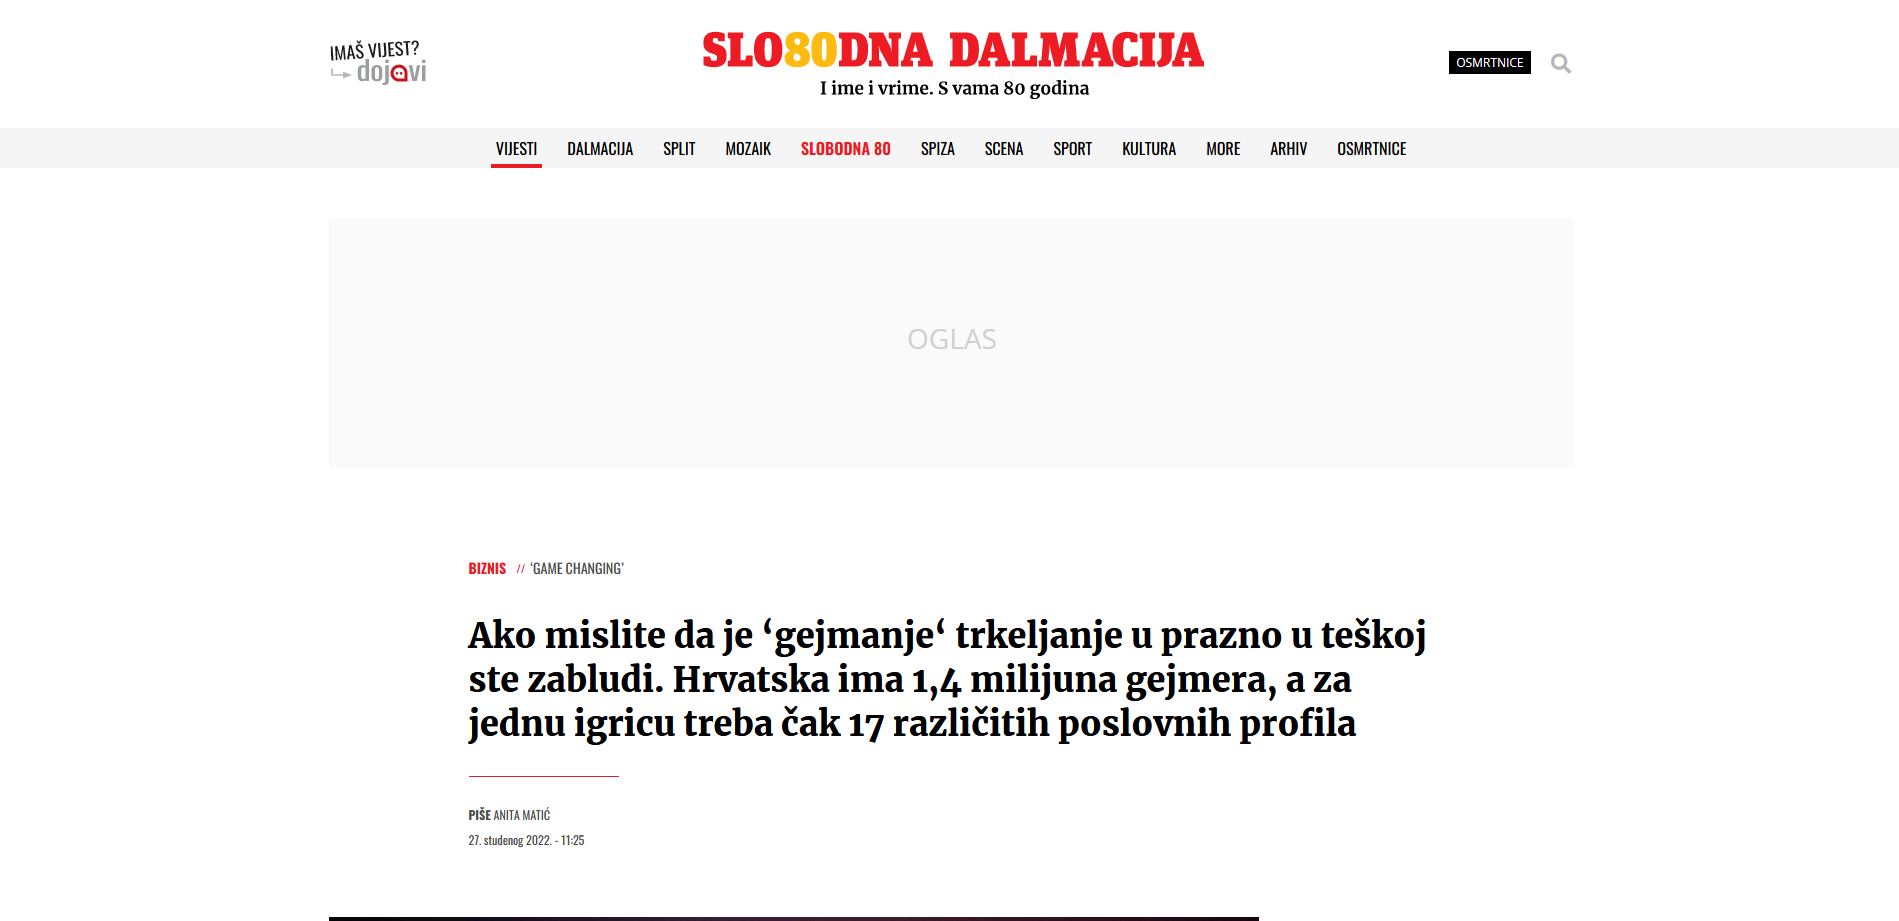 IMAŠ VIJEST?
dojavi
SLO80DNA DALMACIJA
I ime i vrime. S vama 80 godina
OSMRTNICE
VIJESTI DALMACIJA SPLIT MOZAIK SLOBODNA 80 SPIZA SCENA SPORT KULTURA MORE ARHIV OSMRTNICE
OGLAS
BIZNIS // ‘GAME CHANGING’
Ako mislite da je ‘gejmanje‘ trkeljanje u prazno u teškoj
ste zabludi. Hrvatska ima 1,4 milijuna gejmera, a za
jednu igricu treba čak 17 različitih poslovnih profila
PIŠE ANITA MATIĆ
27. studenog 2022. - 11:25